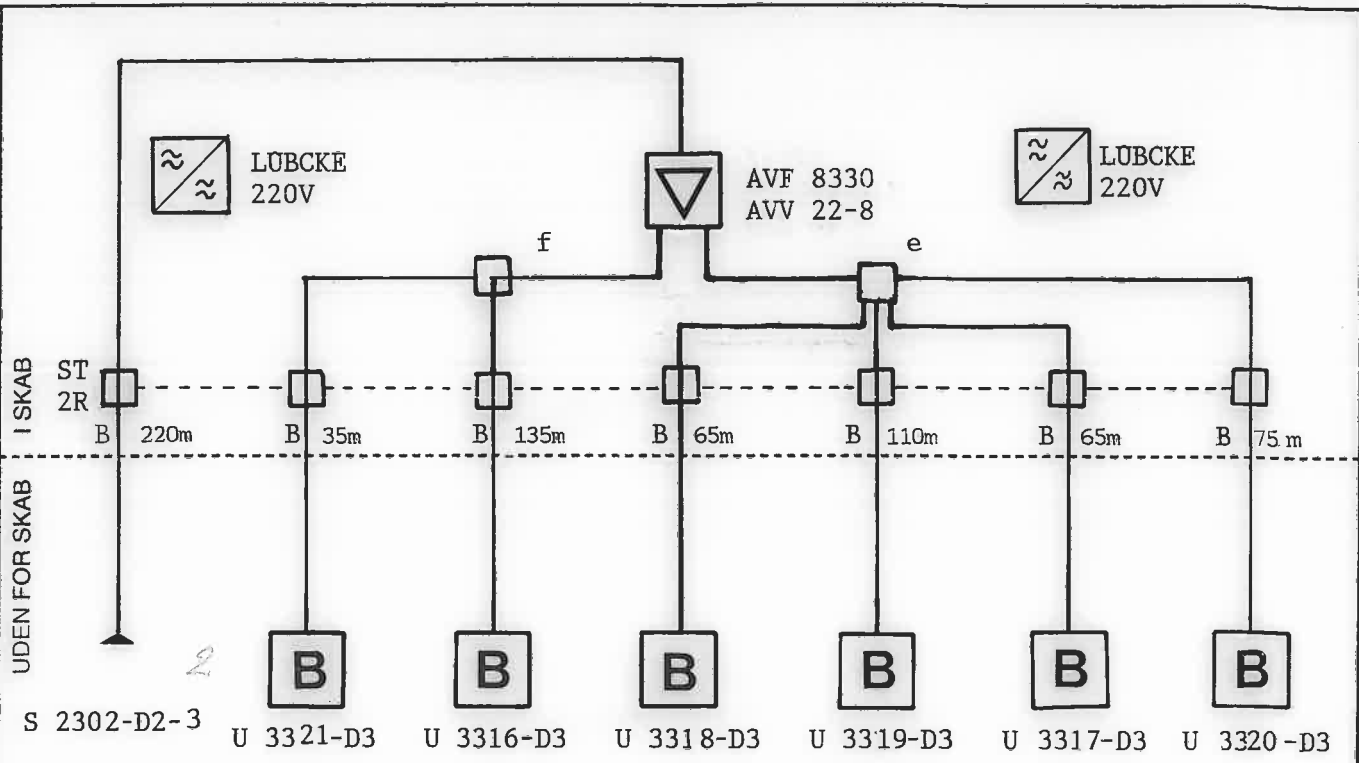 LÜBCKE
220V
AVF 8330
AVV 22-8
LÜBCKE
220V
f
e
I SKAB
ST
2R
B 220m
B 35m
B 135m
B 65m
B 110m
B 65m
B 75m
UDEN FOR SKAB
2
B
B
B
B
B
B
S 2302-D2-3
U 3321-D3
U 3316-D3
U 3318-D3
U 3319-D3
U 3317-D3
U 3320-D3